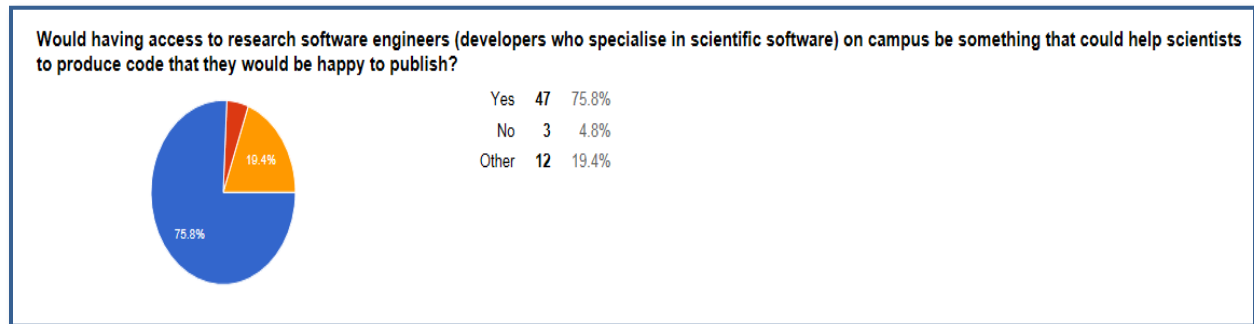 Would having access to research software engineers (developers who specialise in scientific software) on campus be something that could help scientists
to produce code that they would be happy to publish?
Yes 47 75.8%
No 3 4.8%
Other 12 19.4%
19.4%
75.8%